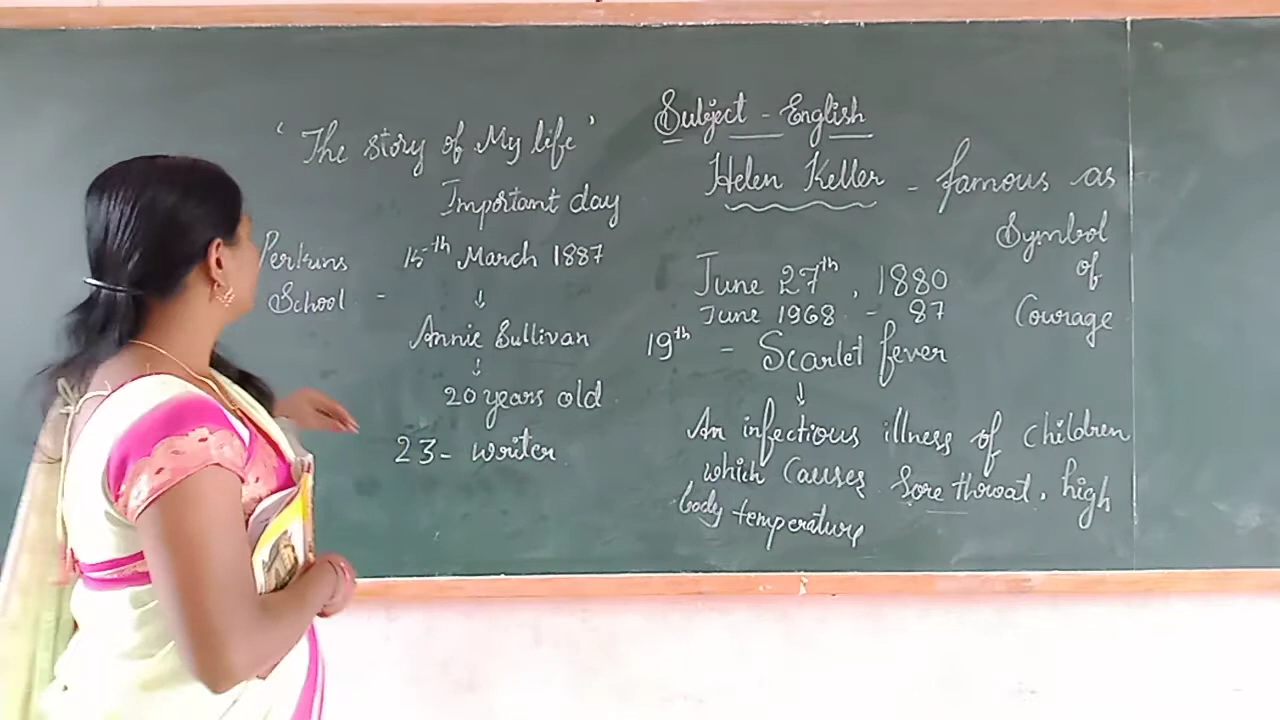 Subject - English
' The story of My life '
Helen Keller - famous as
Symbol
of
Courage
Important day
15th March 1887
Perkins
School -
Annie Sullivan
20 years old
23 - writer
June 27th, 1880
June 1968 - 87
19th - Scarlet fever
An infectious illness of children
which causes Sore throat, high
body temperature